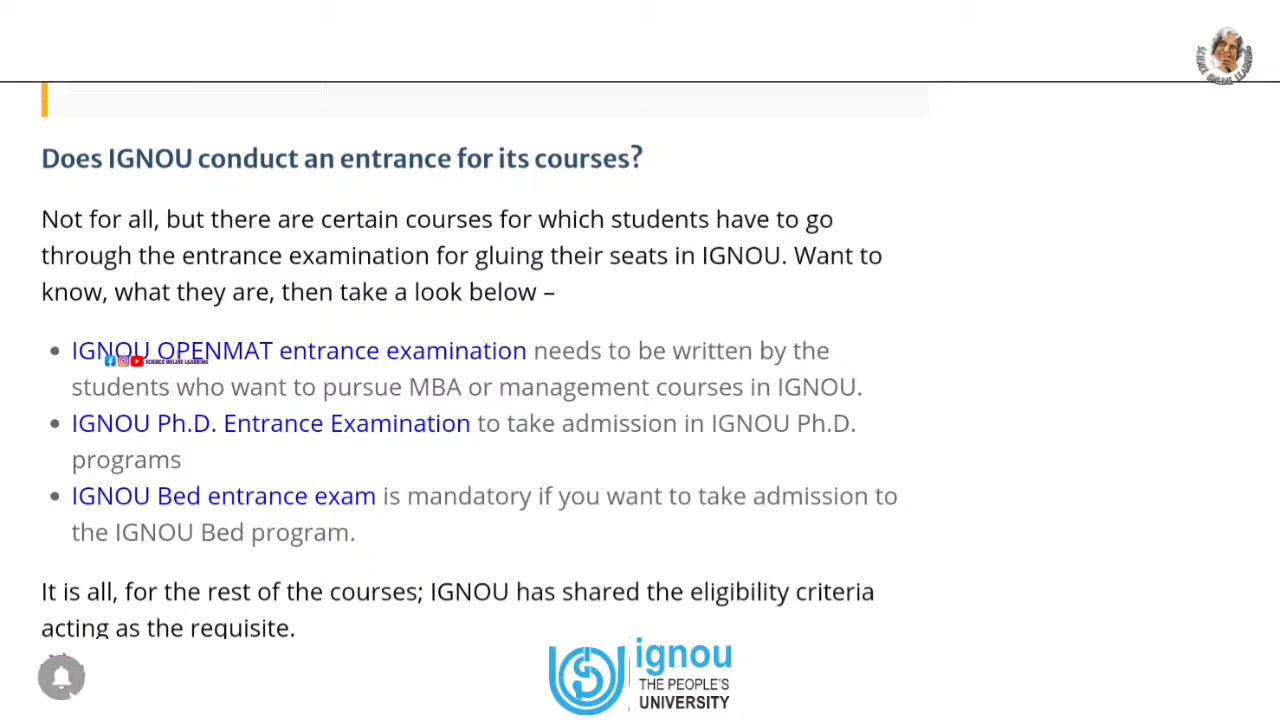 SCIENCE ONLINE LEARNING
Does IGNOU conduct an entrance for its courses?
Not for all, but there are certain courses for which students have to go
through the entrance examination for gluing their seats in IGNOU. Want to
know, what they are, then take a look below –
• IGNOU OPENMAT entrance examination needs to be written by the
SCIENCE ONLINE LEARNING
students who want to pursue MBA or management courses in IGNOU.
• IGNOU Ph.D. Entrance Examination to take admission in IGNOU Ph.D.
programs
• IGNOU Bed entrance exam is mandatory if you want to take admission to
the IGNOU Bed program.
It is all, for the rest of the courses; IGNOU has shared the eligibility criteria
acting as the requisite.
ignou
THE PEOPLE'S
UNIVERSITY